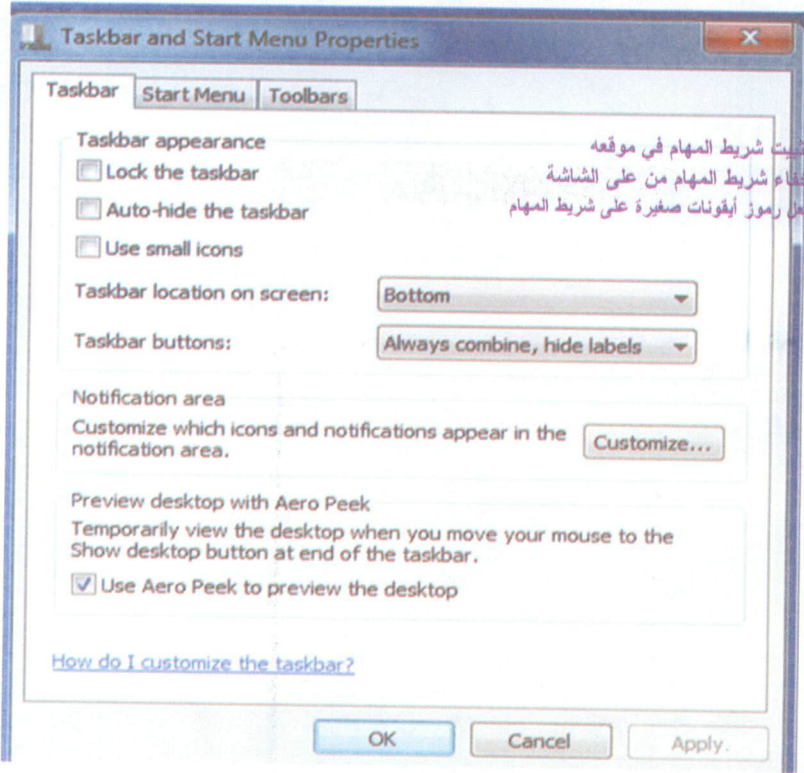 Taskbar and Start Menu Properties
Taskbar Start Menu Toolbars
Taskbar appearance
شريط المهام في موقعه
Lock the taskbar
شريط المهام من على الشاشة
Auto-hide the taskbar
رموز أيقونات صغيرة على شريط المهام
Use small icons
Taskbar location on screen: Bottom
Taskbar buttons: Always combine, hide labels
Notification area
Customize which icons and notifications appear in the
notification area.
Customize...
Preview desktop with Aero Peek
Temporarily view the desktop when you move your mouse to the
Show desktop button at end of the taskbar.
Use Aero Peek to preview the desktop
How do I customize the taskbar?
OK Cancel Apply.